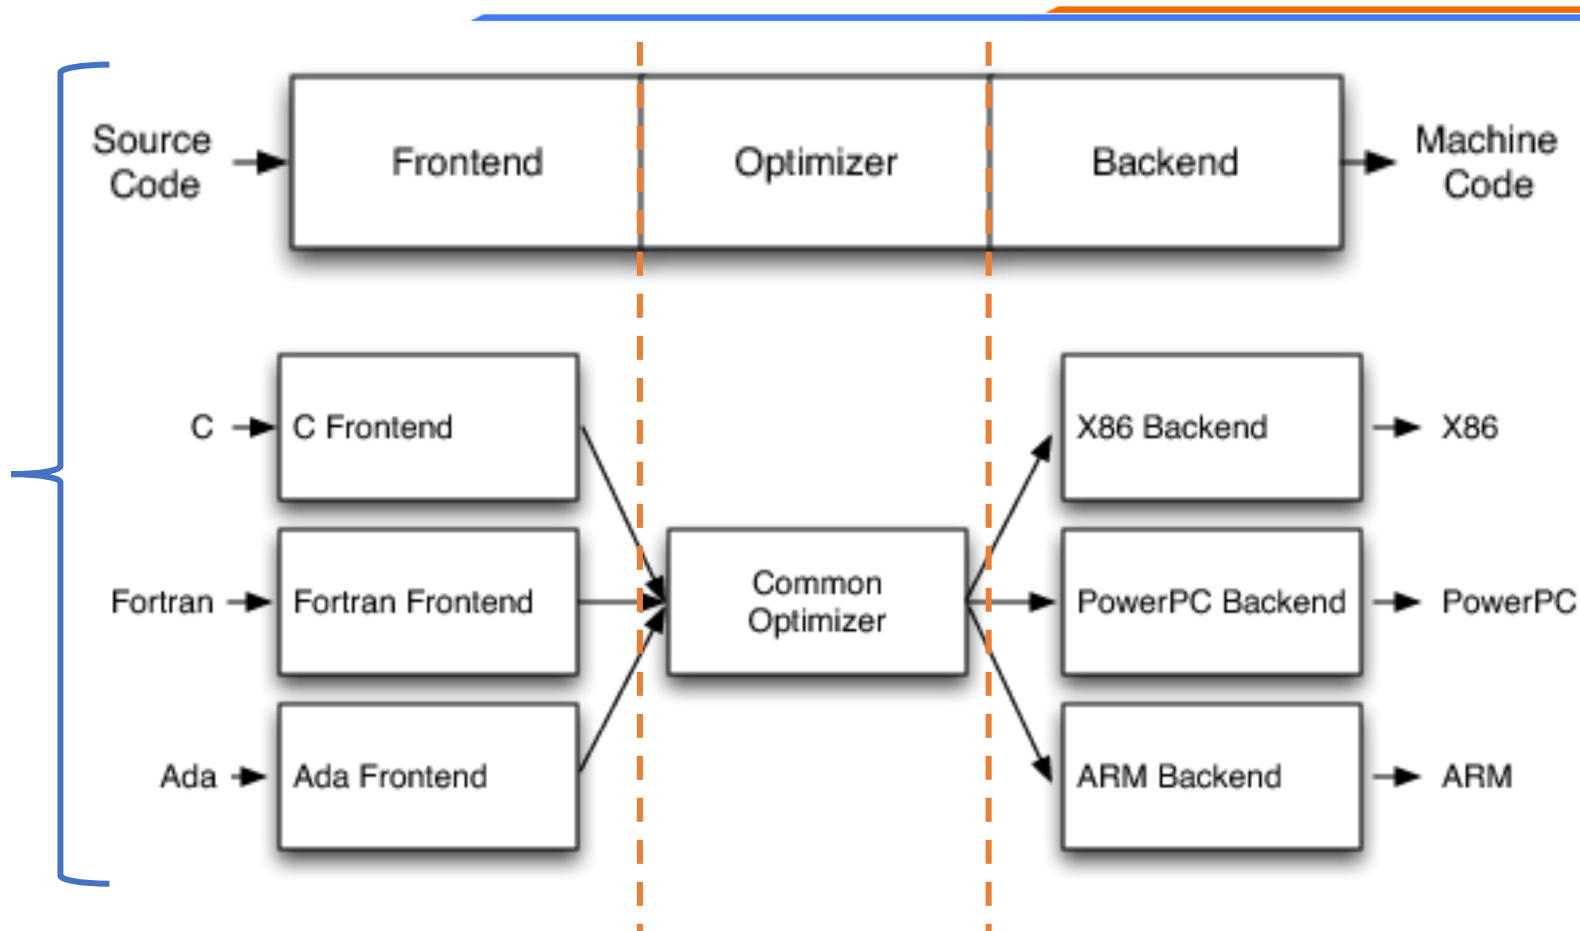 Source
Code
Frontend
Optimizer
Backend
Machine
Code
C
C Frontend
X86 Backend
X86
Fortran
Fortran Frontend
Common
Optimizer
PowerPC Backend
PowerPC
Ada
Ada Frontend
ARM Backend
ARM